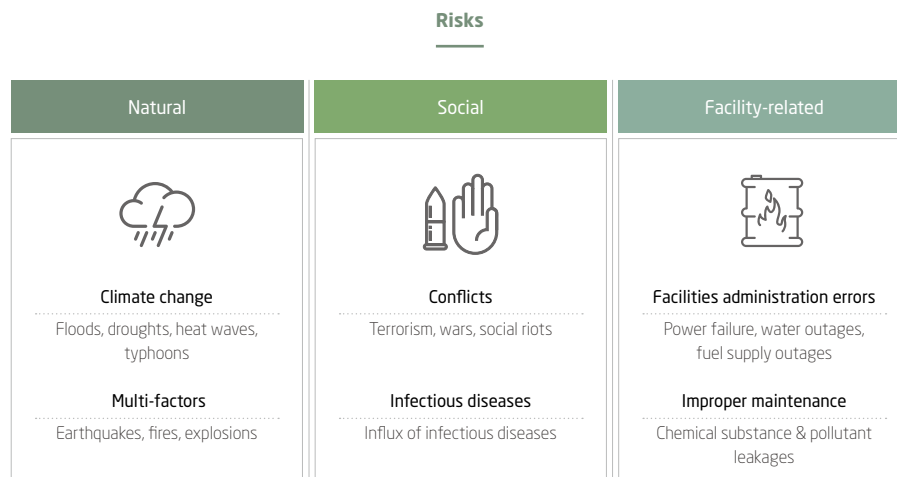 Risks
Natural
Social
Facility-related
Climate change
Floods, droughts, heat waves,
typhoons
Multi-factors
Earthquakes, fires, explosions
Conflicts
Terrorism, wars, social riots
Infectious diseases
Influx of infectious diseases
Facilities administration errors
Power failure, water outages,
fuel supply outages
Improper maintenance
Chemical substance & pollutant
leakages